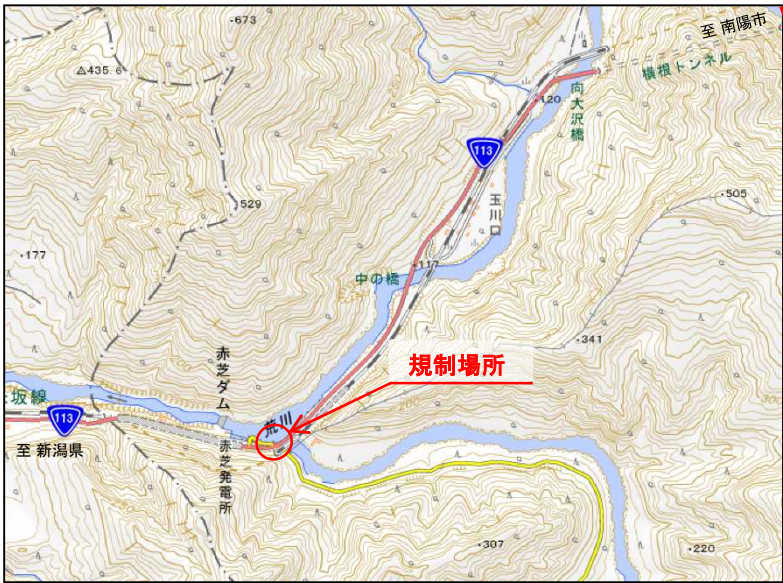 至 南陽市
・673
△435.6
横根トンネル
・120
向大沢橋
113
玉川口
・505
・529
・177
・117
中の橋
・341
規制場所
赤芝ダム
200
坂線
荒川
113
至 新潟県
赤芝発電所
・307
・220